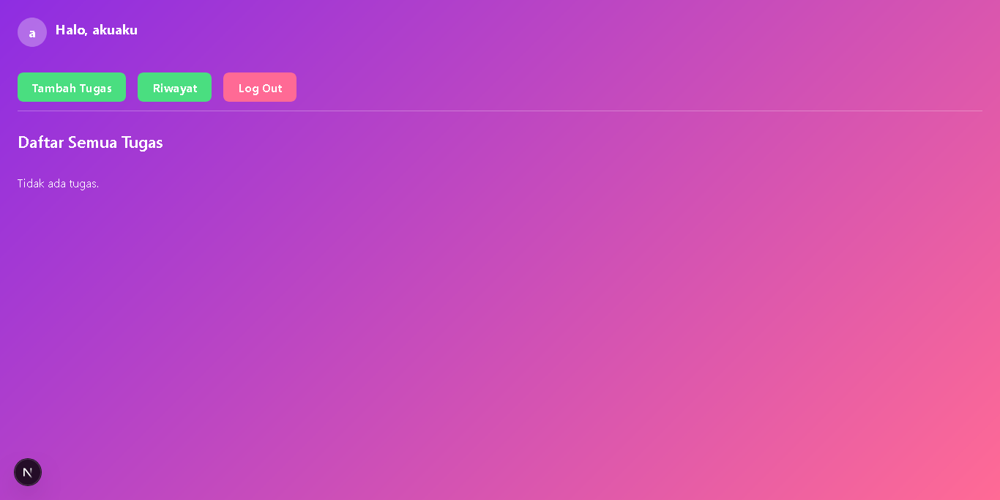 a
Halo, akuaku
Tambah Tugas Riwayat Log Out
Daftar Semua Tugas
Tidak ada tugas.
N